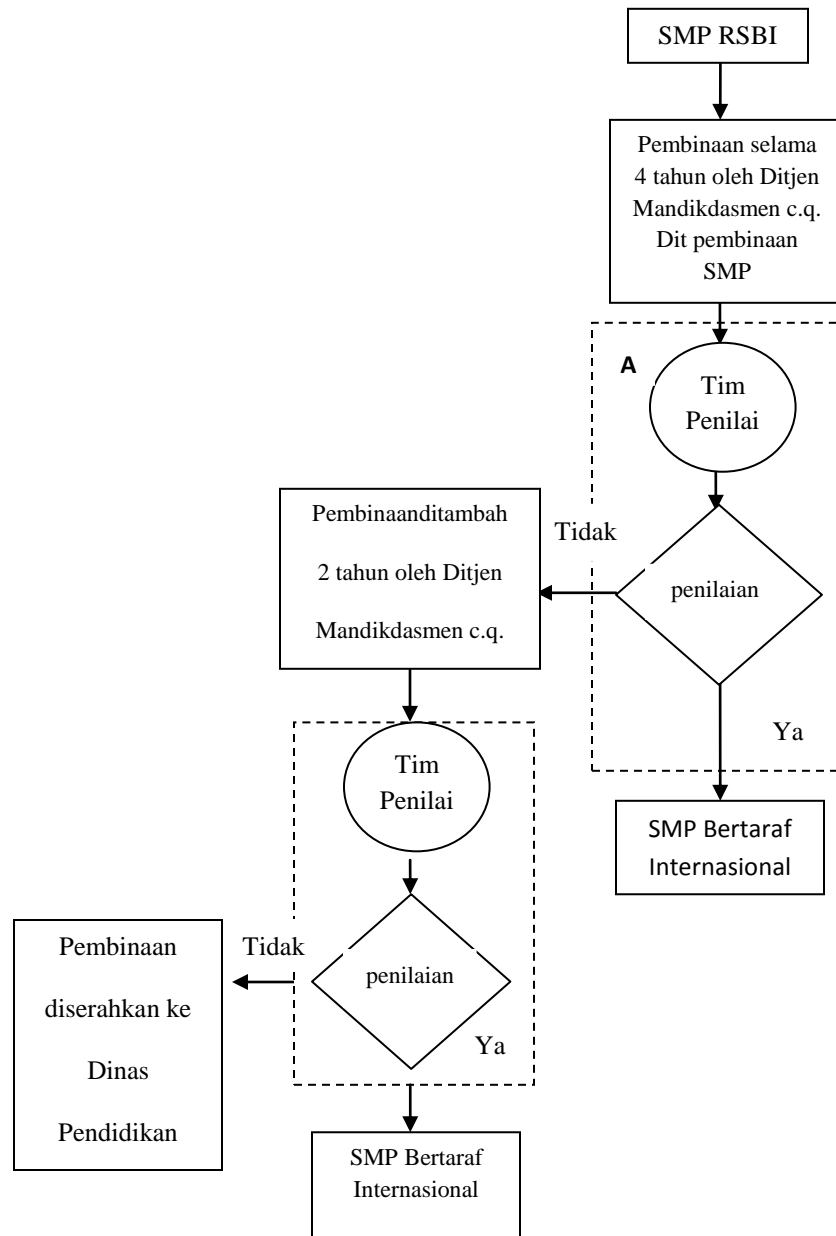 SMP RSBI
Pembinaan selama
4 tahun oleh Ditjen
Mandikdasmen c.q.
Dit pembinaan
SMP
A
Tim
Penilai
penilaian
Tidak
Ya
SMP Bertaraf
Internasional
Pembinaanditambah
2 tahun oleh Ditjen
Mandikdasmen c.q.
Tim
Penilai
penilaian
Tidak
Ya
Pembinaan
diserahkan ke
Dinas
Pendidikan
SMP Bertaraf
Internasional